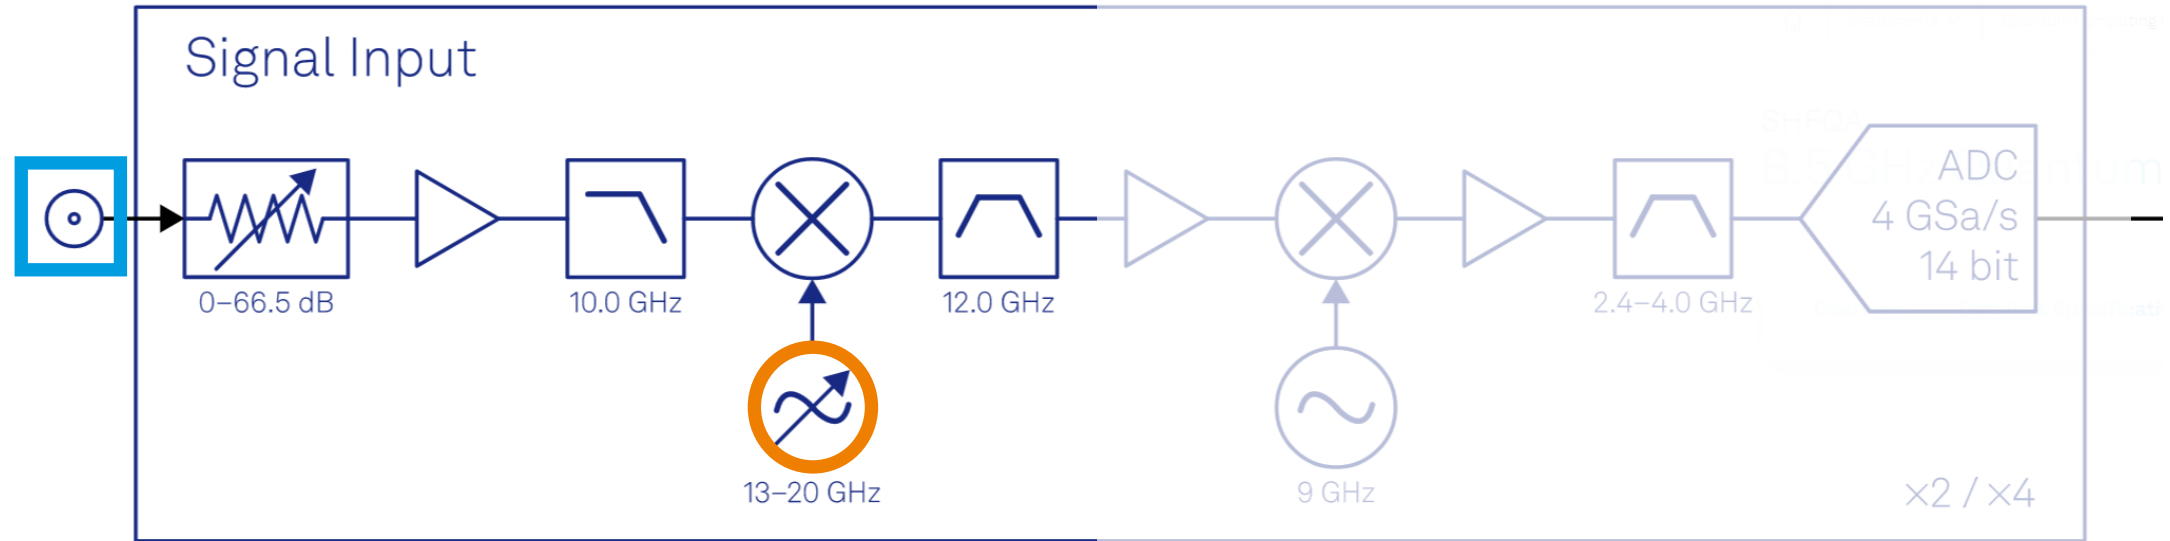 Signal Input
ADC
4 GSa/s
14 bit
0–66.5 dB
10.0 GHz
12.0 GHz
2.4–4.0 GHz
13–20 GHz
9 GHz
×2 / ×4